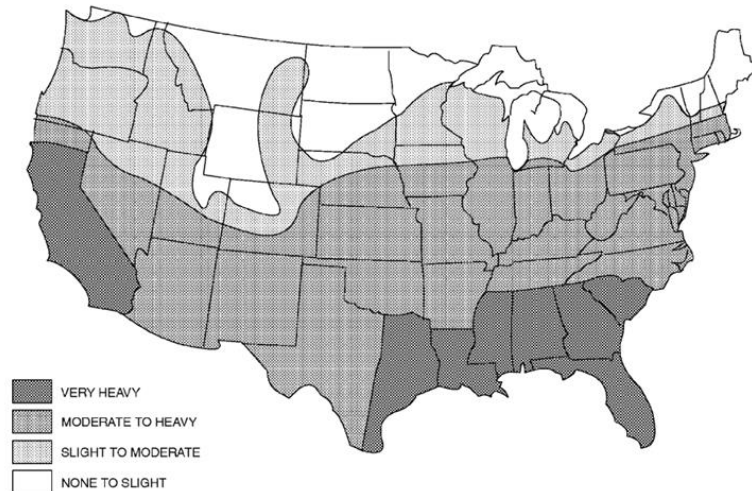 VERY HEAVY
MODERATE TO HEAVY
SLIGHT TO MODERATE
NONE TO SLIGHT